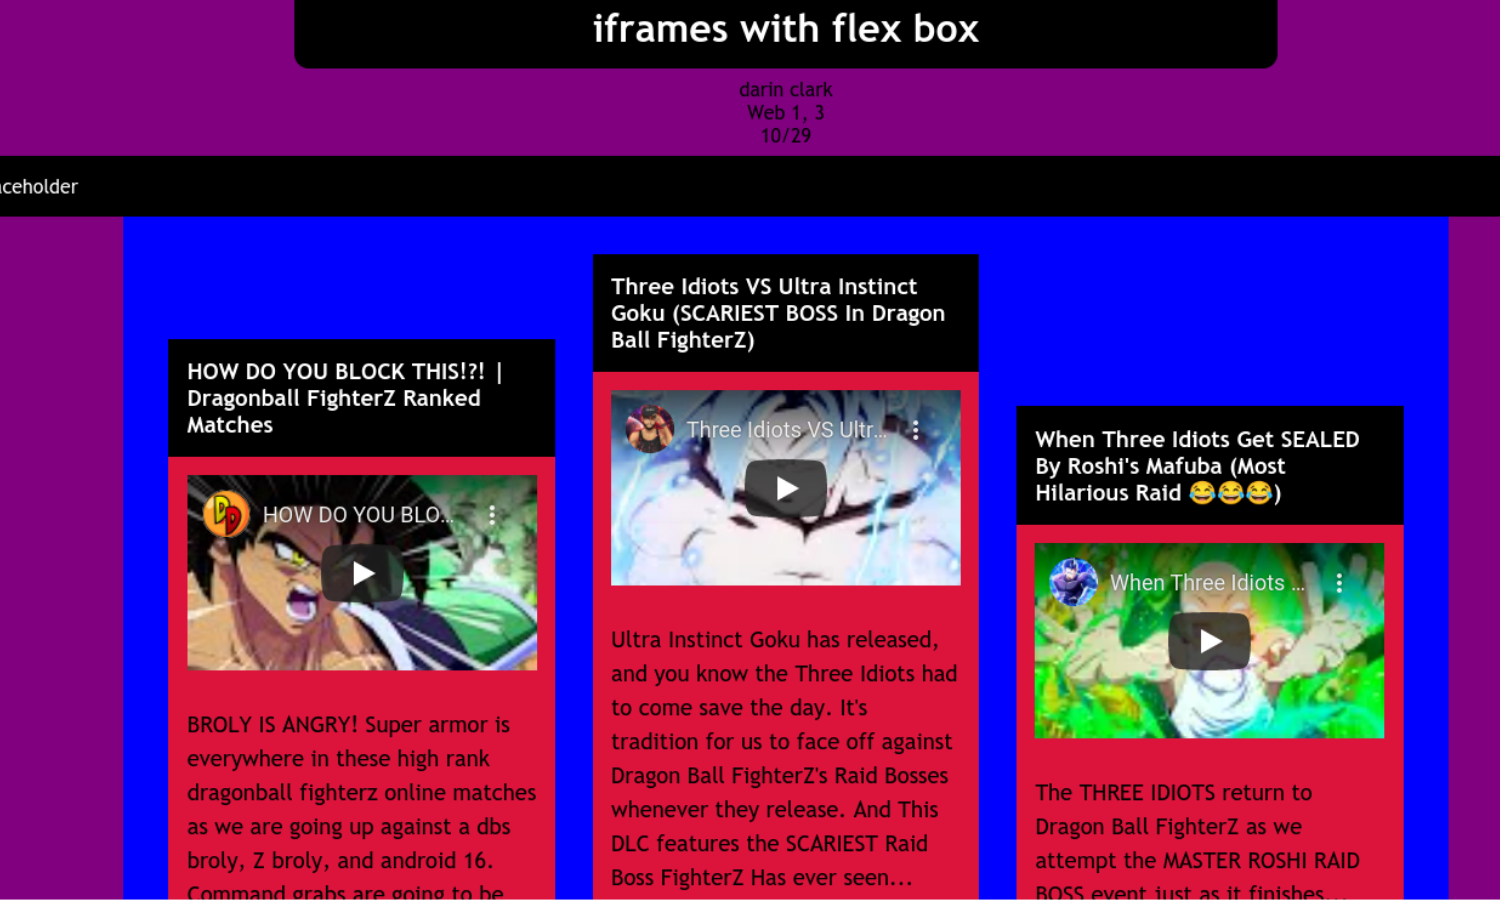 iframes with flex box
darin clark
Web 1, 3
10/29
aceholder
HOW DO YOU BLOCK THIS!?! |
Dragonball FighterZ Ranked
Matches
HOW DO YOU BLO...
BROLY IS ANGRY! Super armor is
everywhere in these high rank
dragonball fighterz online matches
as we are going up against a dbs
broly, Z broly, and android 16.
Command grabs are going to be
Three Idiots VS Ultra Instinct
Goku (SCARIEST BOSS In Dragon
Ball FighterZ)
Three Idiots VS Ultr...
Ultra Instinct Goku has released,
and you know the Three Idiots had
to come save the day. It's
tradition for us to face off against
Dragon Ball FighterZ's Raid Bosses
whenever they release. And This
DLC features the SCARIEST Raid
Boss FighterZ Has ever seen...
When Three Idiots Get SEALED
By Roshi's Mafuba (Most
Hilarious Raid 😂😂😂)
When Three Idiots ...
The THREE IDIOTS return to
Dragon Ball FighterZ as we
attempt the MASTER ROSHI RAID
BOSS event just as it finishes...